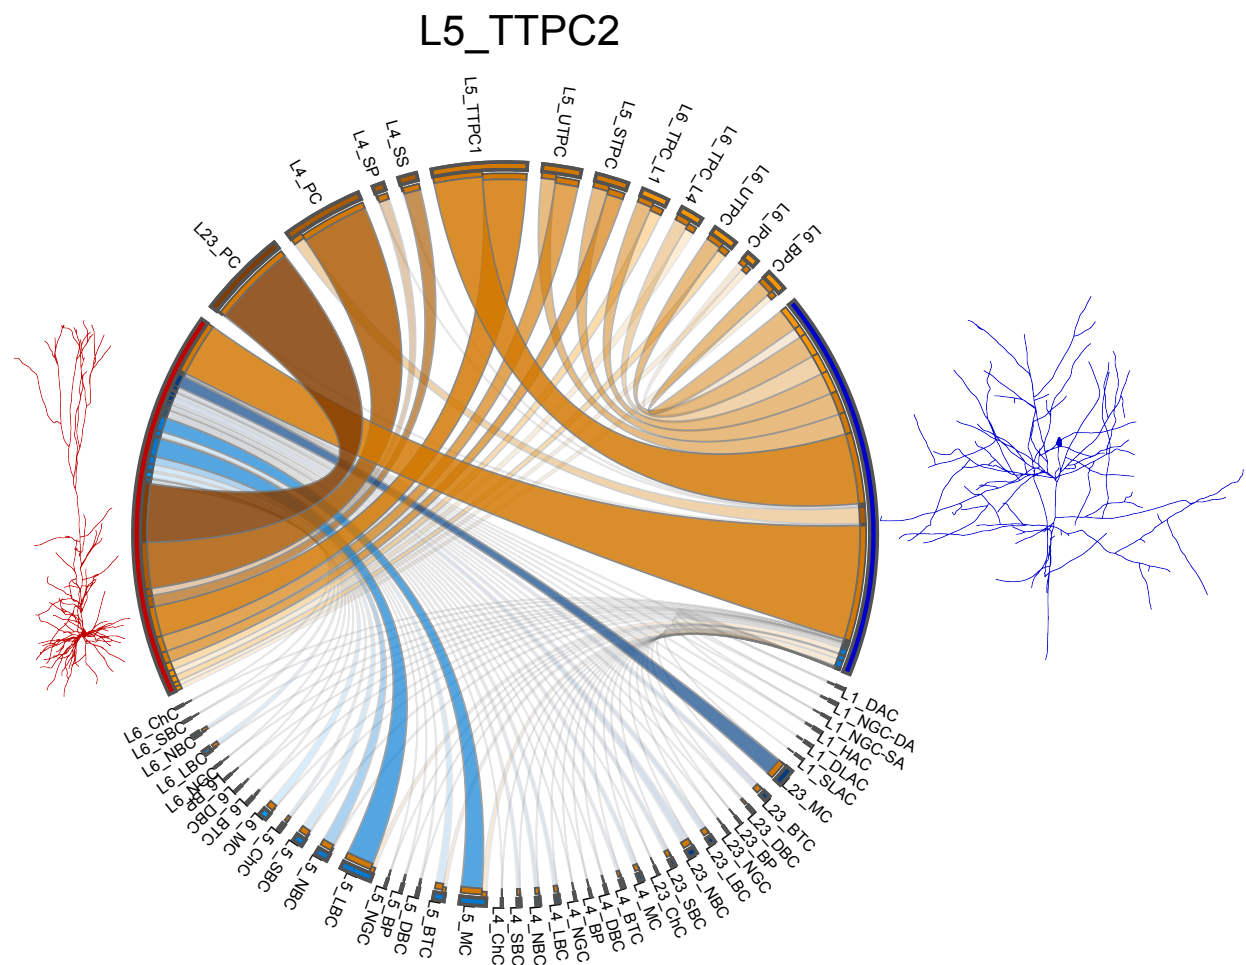 L5_TTPC2
L23_PC
L4_PC
L4_SP
L4_SS
L5_TTPC1
L5_UTPC
L5_STPC
L6_TPC_L1
L6_TPC_L4
L6_UTPC
L6_IPC
L6_BPC
L1_DAC
L1_NGC-DA
L1_NGC-SA
L1_HAC
L1_DLAC
L1_SLAC
L23_MC
L23_BTC
L23_DBC
L23_BP
L23_NGC
L23_LBC
L23_NBC
L23_SBC
L23_ChC
L4_MC
L4_BTC
L4_DBC
L4_BP
L4_NGC
L4_LBC
L4_NBC
L4_SBC
L4_ChC
L5_MC
L5_BTC
L5_DBC
L5_BP
L5_NGC
L5_LBC
L5_NBC
L5_SBC
L5_ChC
L6_MC
L6_BTC
L6_DBC
L6_BP
L6_NGC
L6_LBC
L6_NBC
L6_SBC
L6_ChC